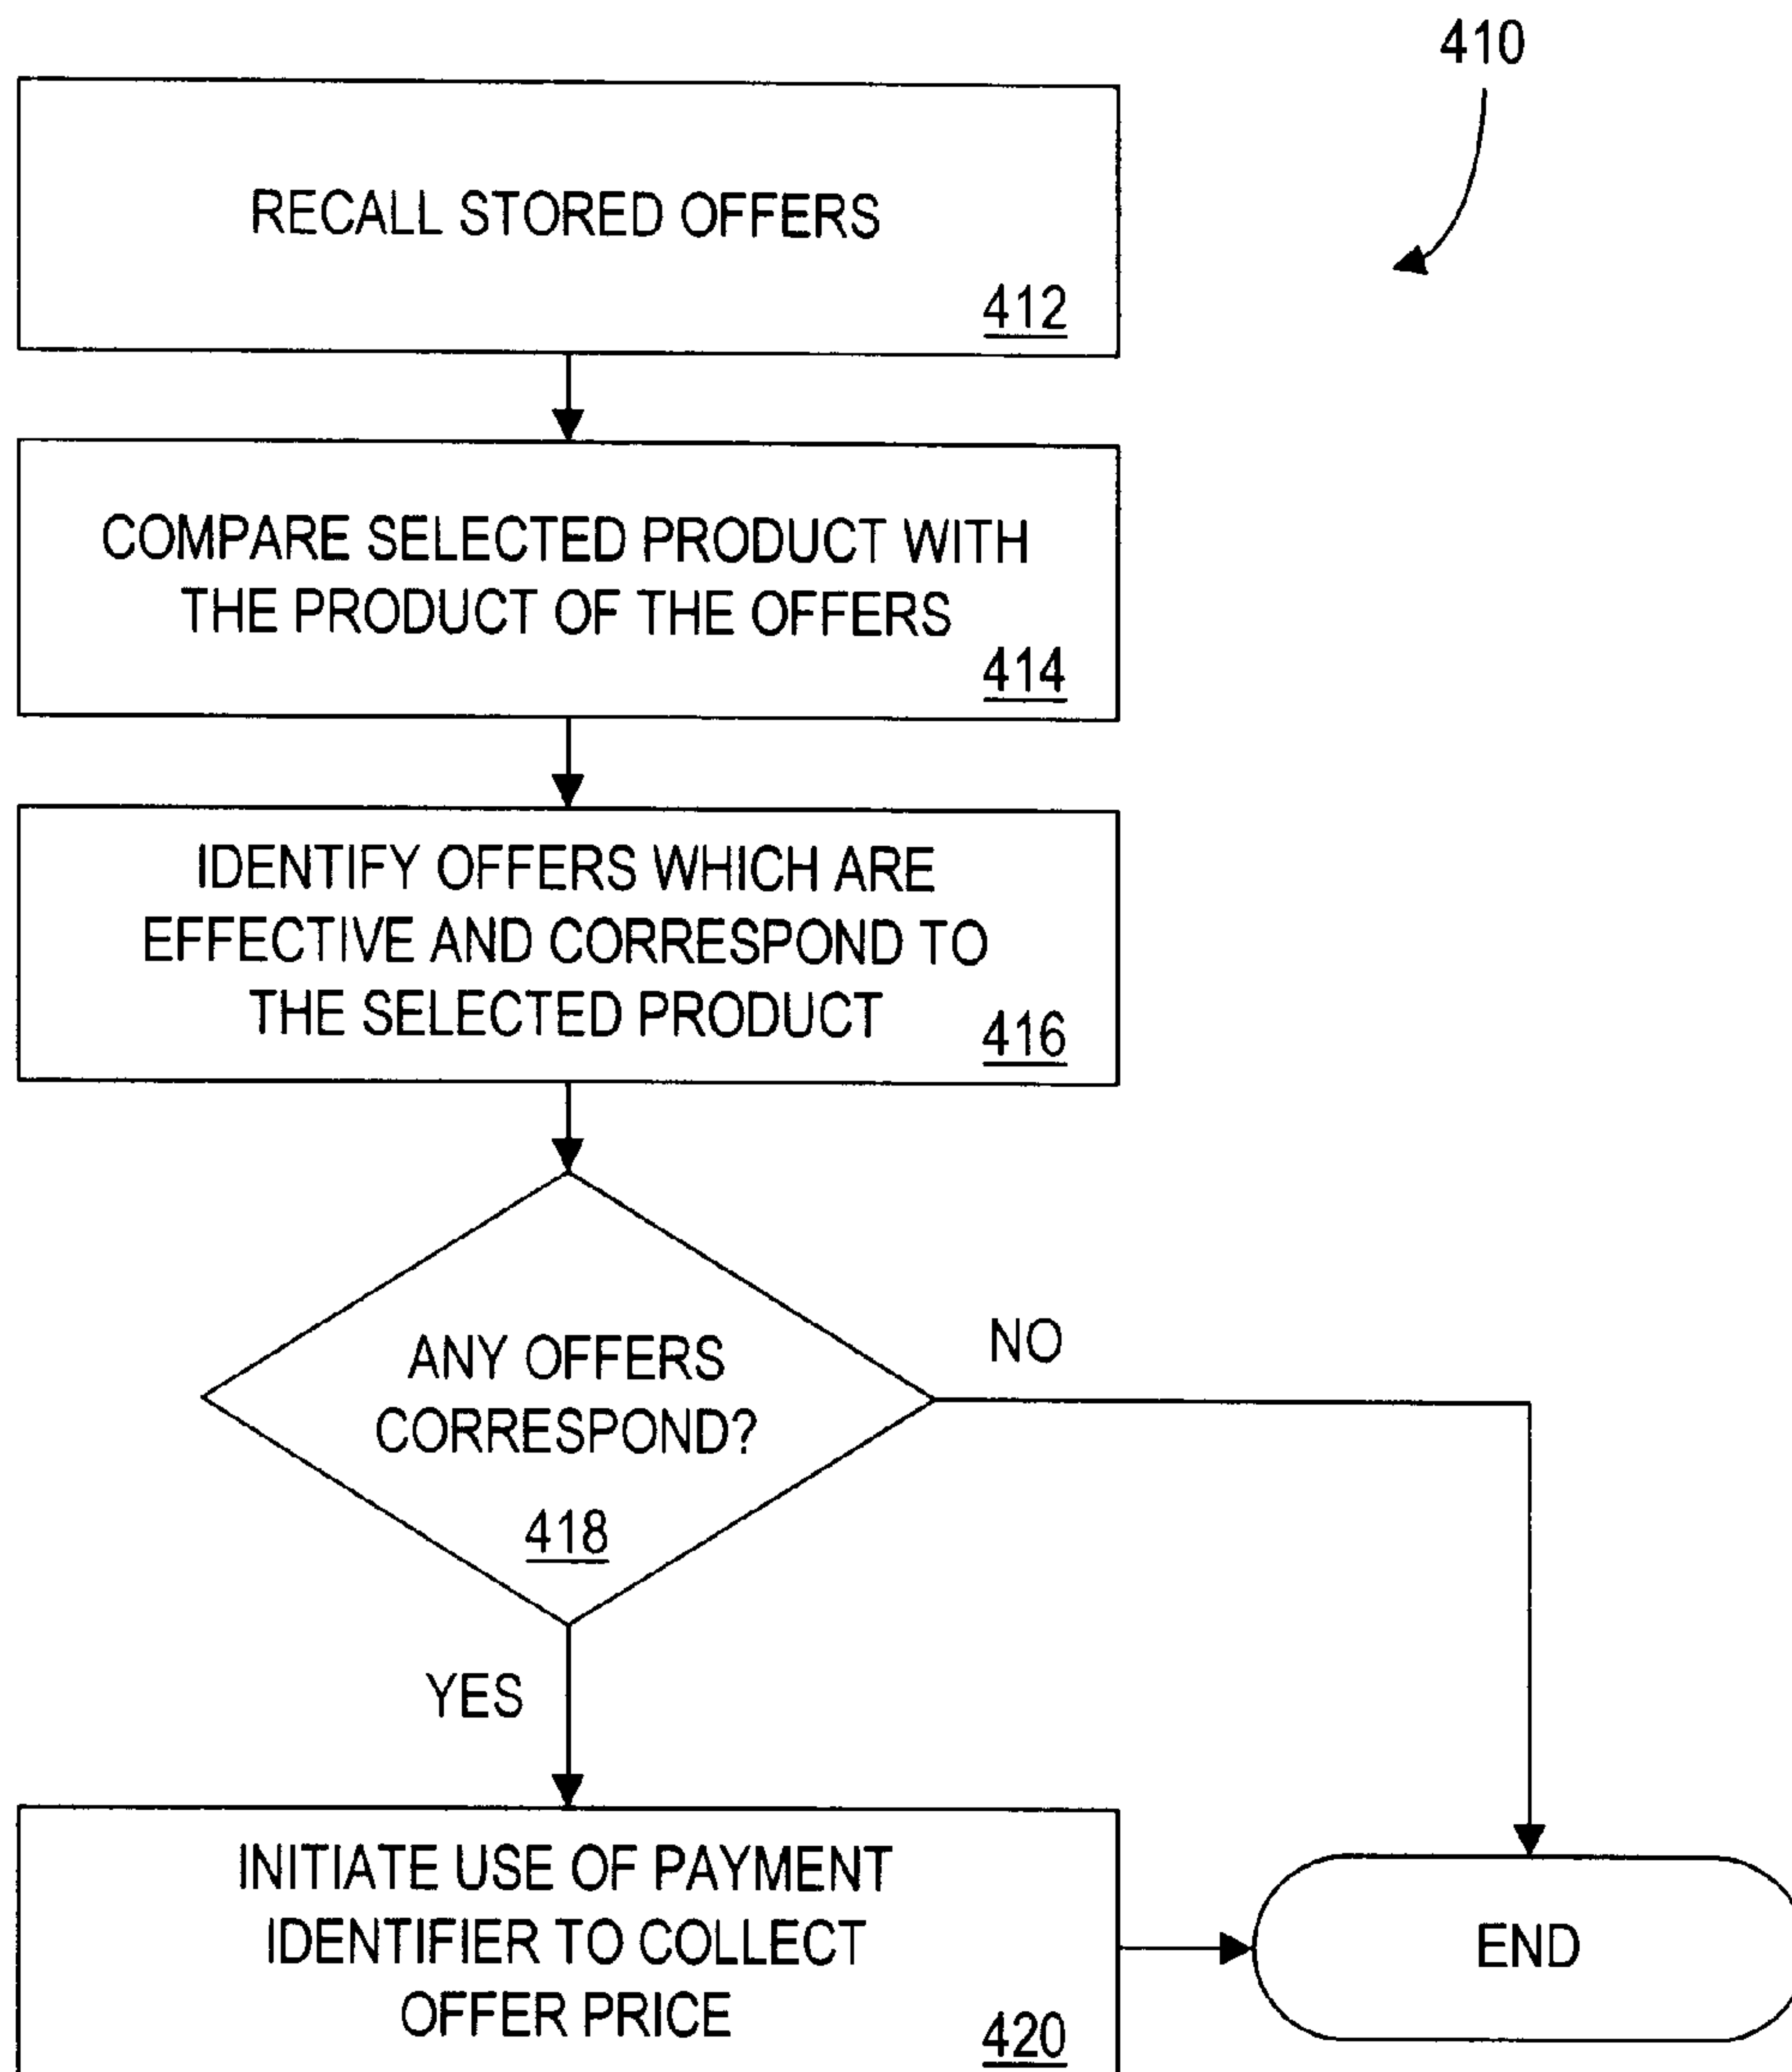 410
RECALL STORED OFFERS
412
COMPARE SELECTED PRODUCT WITH
THE PRODUCT OF THE OFFERS
414
IDENTIFY OFFERS WHICH ARE
EFFECTIVE AND CORRESPOND TO
THE SELECTED PRODUCT
416
ANY OFFERS
CORRESPOND?
418
NO
YES
INITIATE USE OF PAYMENT
IDENTIFIER TO COLLECT
OFFER PRICE
420
END